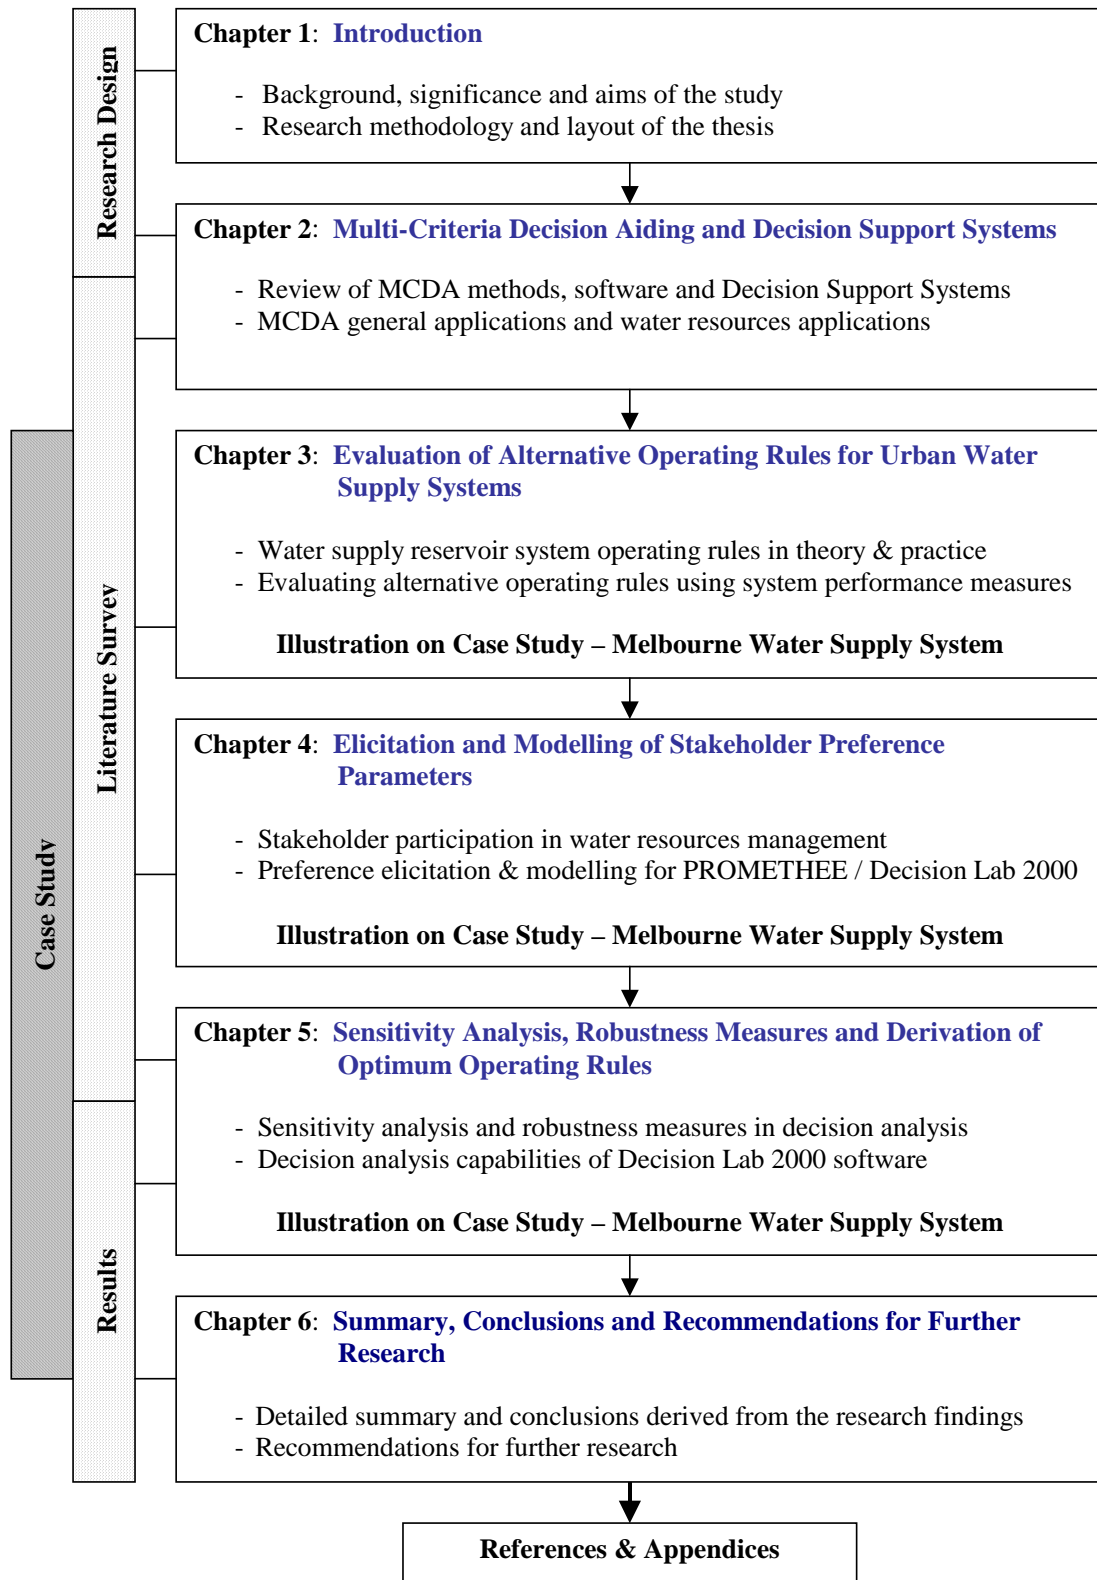 Research Design
Literature Survey
Results
Case Study
Chapter 1: Introduction
- Background, significance and aims of the study
- Research methodology and layout of the thesis
Chapter 2: Multi-Criteria Decision Aiding and Decision Support Systems
- Review of MCDA methods, software and Decision Support Systems
- MCDA general applications and water resources applications
Chapter 3: Evaluation of Alternative Operating Rules for Urban Water
Supply Systems
- Water supply reservoir system operating rules in theory & practice
- Evaluating alternative operating rules using system performance measures
Illustration on Case Study – Melbourne Water Supply System
Chapter 4: Elicitation and Modelling of Stakeholder Preference
Parameters
- Stakeholder participation in water resources management
- Preference elicitation & modelling for PROMETHEE / Decision Lab 2000
Illustration on Case Study – Melbourne Water Supply System
Chapter 5: Sensitivity Analysis, Robustness Measures and Derivation of
Optimum Operating Rules
- Sensitivity analysis and robustness measures in decision analysis
- Decision analysis capabilities of Decision Lab 2000 software
Illustration on Case Study – Melbourne Water Supply System
Chapter 6: Summary, Conclusions and Recommendations for Further
Research
- Detailed summary and conclusions derived from the research findings
- Recommendations for further research
References & Appendices